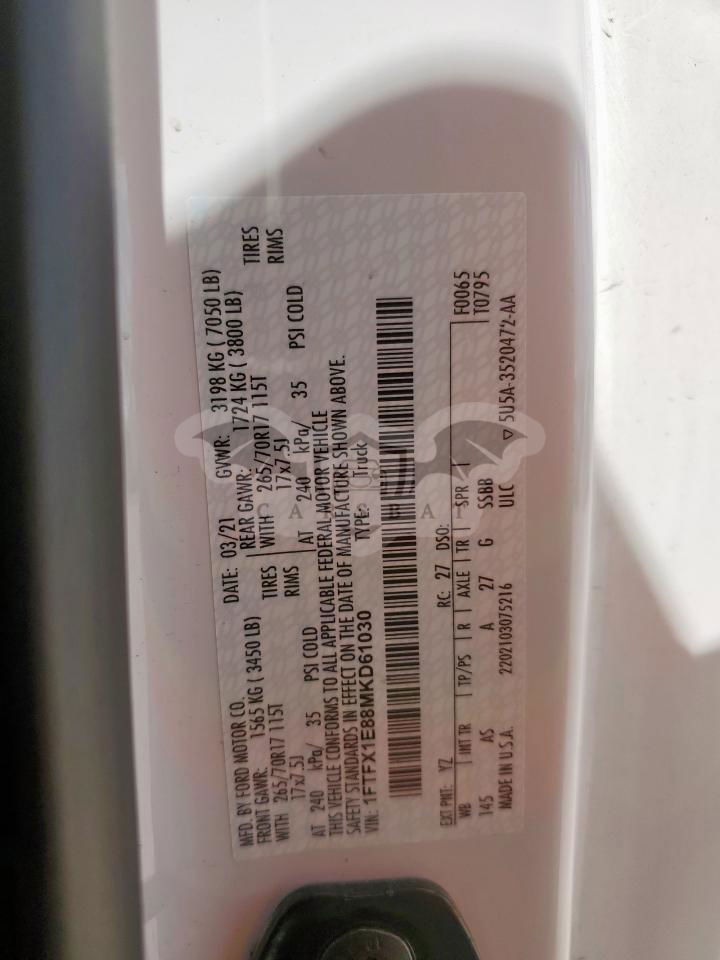 MFD. BY FORD MOTOR CO.
DATE: 03/21 GVWR: 3198 KG ( 7050 LB)
FRONT GAWR: REAR GAWR:
1565 KG ( 3450 LB) 1724 KG ( 3800 LB)
WITH 265/70R17 115T TIRES WITH 265/70R17 115T TIRES
17x7.5J RIMS 17x7.5J RIMS
AT 240 kPa/ 35 PSI COLD AT 240 kPa/ 35 PSI COLD
THIS VEHICLE CONFORMS TO ALL APPLICABLE FEDERAL MOTOR VEHICLE
SAFETY STANDARDS IN EFFECT ON THE DATE OF MANUFACTURE SHOWN ABOVE.
VIN: 1FTFX1E88MKD61030 TYPE: Truck
EXT PNT: YZ RC: 27 DSO: F0065
WB INT TR TP/PS R AXLE TR SPR T0795
145 AS A 27 G SSBB
MADE IN U.S.A. 2202103075216 ULC 5U5A-3520472-AA